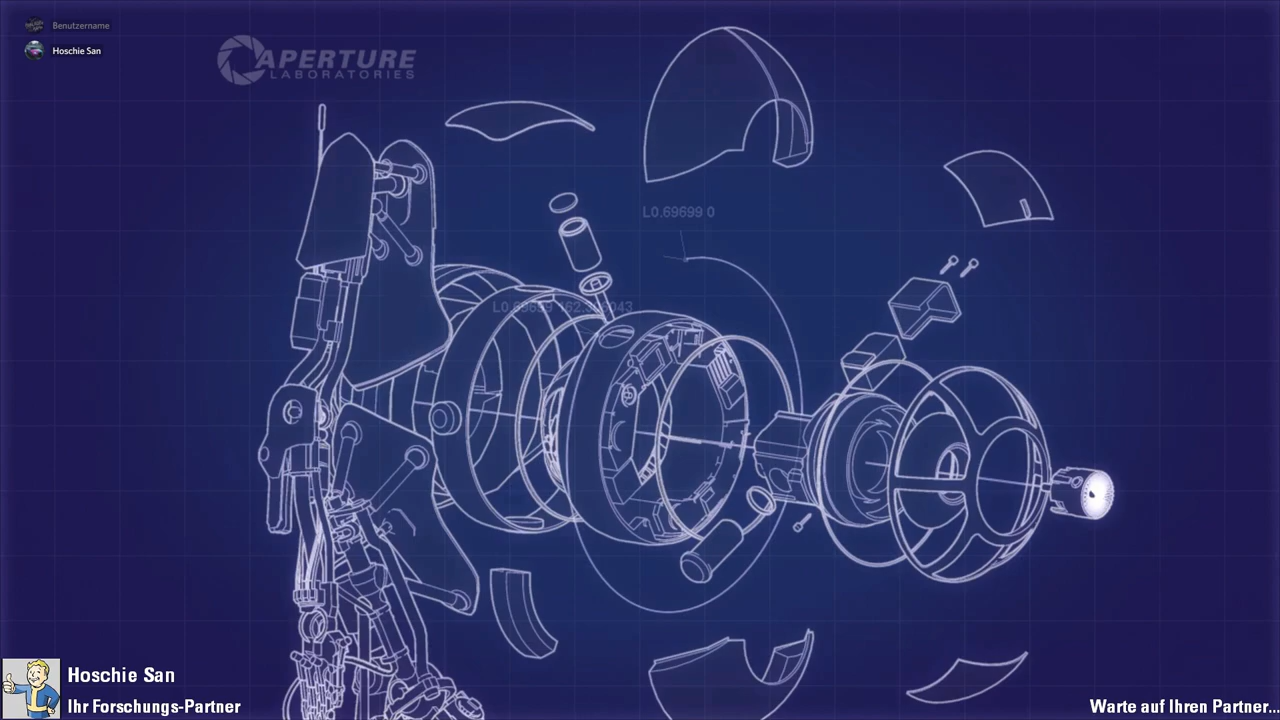 Benutzername
Hoschie San
APERTURE
LABORATORIES
L0.69699 0
Hoschie San
Ihr Forschungs-Partner
Warte auf Ihren Partner...